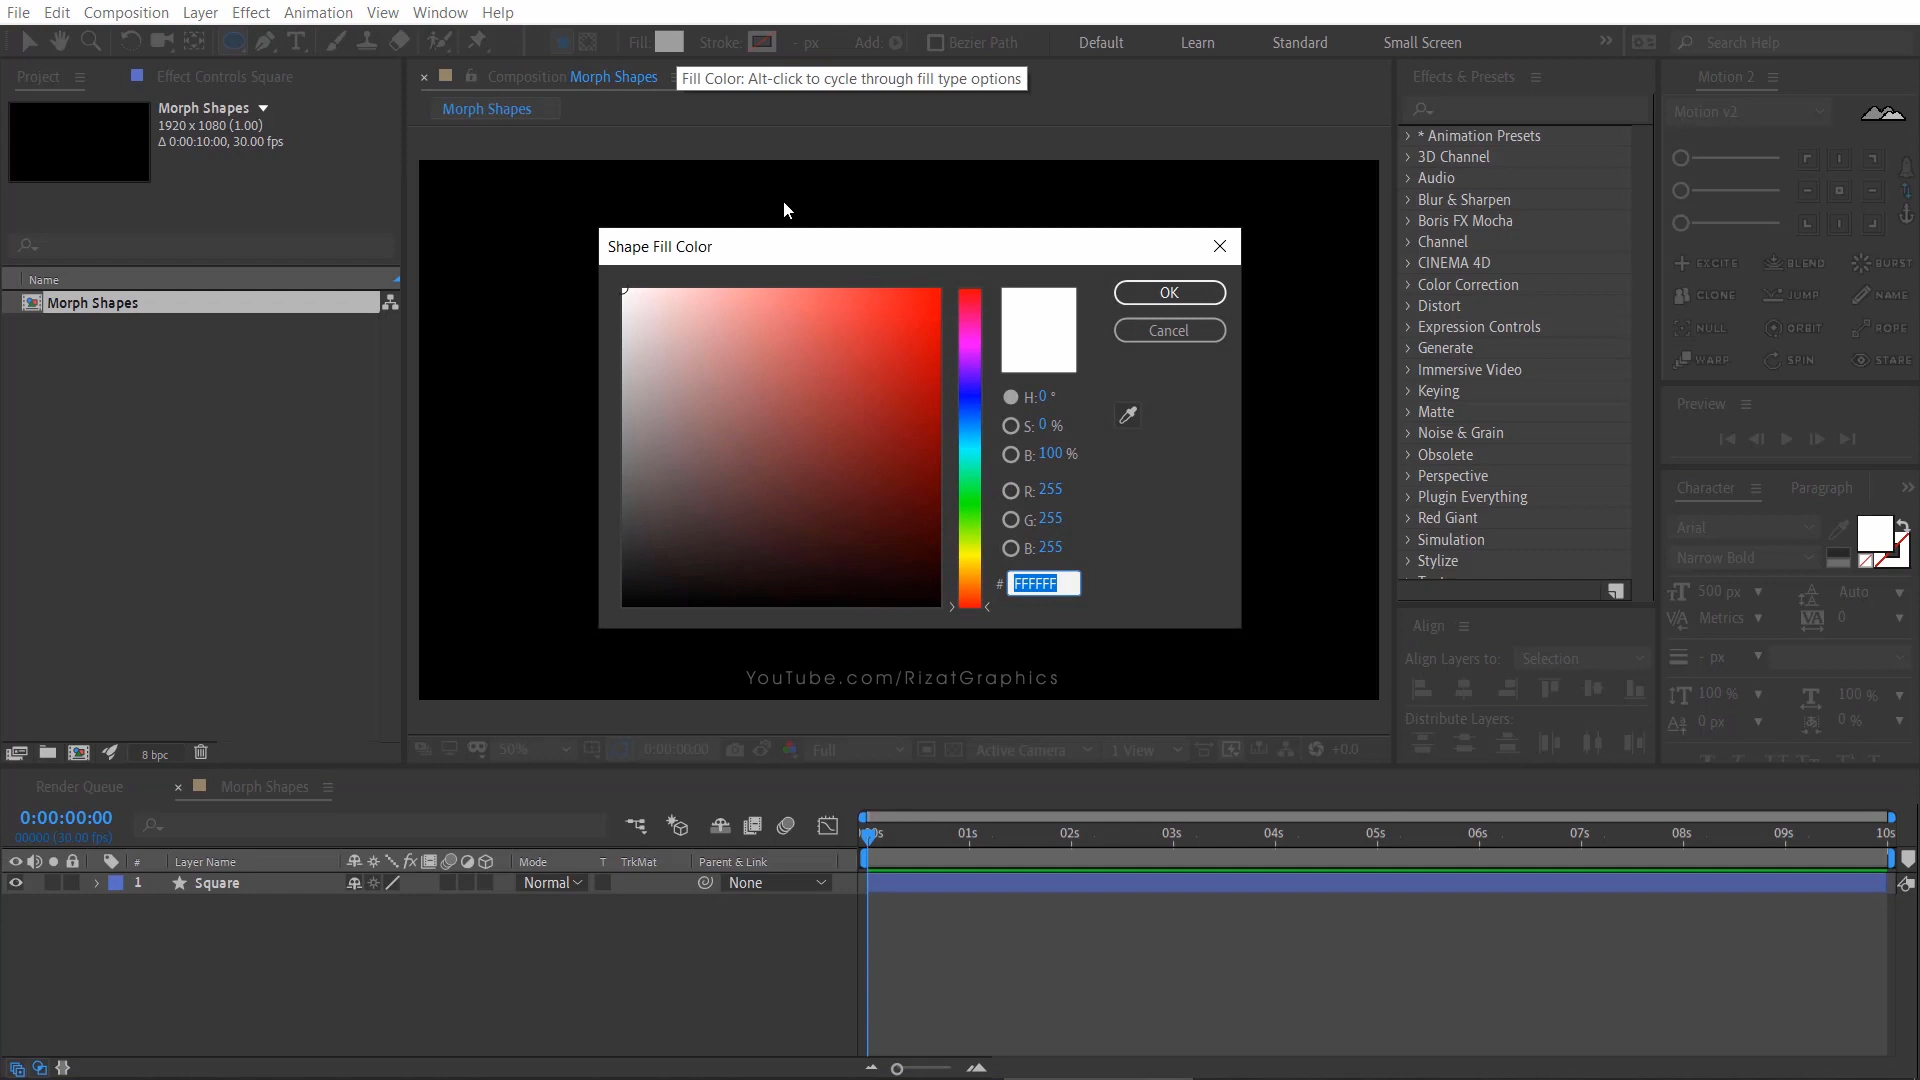 File Edit Composition Layer Effect Animation View Window Help
Fill: Stroke: - px Add: Bezier Path Default Learn Standard Small Screen Search Help
Project Effect Controls Square
Composition Morph Shapes
Fill Color: Alt-click to cycle through fill type options
Morph Shapes
Morph Shapes
1920 x 1080 (1.00)
Δ 0:00:10:00, 30.00 fps
Name
Morph Shapes
8 bpc
Shape Fill Color
OK
Cancel
H: 0 °
S: 0 %
B: 100 %
R: 255
G: 255
B: 255
# FFFFFF
YouTube.com/RizatGraphics
50% 0:00:00:00 Full Active Camera 1 View +0.0
Effects & Presets
* Animation Presets
3D Channel
Audio
Blur & Sharpen
Boris FX Mocha
Channel
CINEMA 4D
Color Correction
Distort
Expression Controls
Generate
Immersive Video
Keying
Matte
Noise & Grain
Obsolete
Perspective
Plugin Everything
Red Giant
Simulation
Stylize
Align
Align Layers to: Selection
Distribute Layers:
Motion 2
Motion v2
EXCITE BLEND BURST
CLONE JUMP NAME
NULL ORBIT ROPE
WARP SPIN STARE
Preview
Character Paragraph
Arial
Narrow Bold
500 px Auto
Metrics 0
- px
100 % 100 %
0 px 0 %
Render Queue Morph Shapes
0:00:00:00
00000 (30.00 fps)
01s 02s 03s 04s 05s 06s 07s 08s 09s 10s
# Layer Name Mode T TrkMat Parent & Link
1 Square Normal None